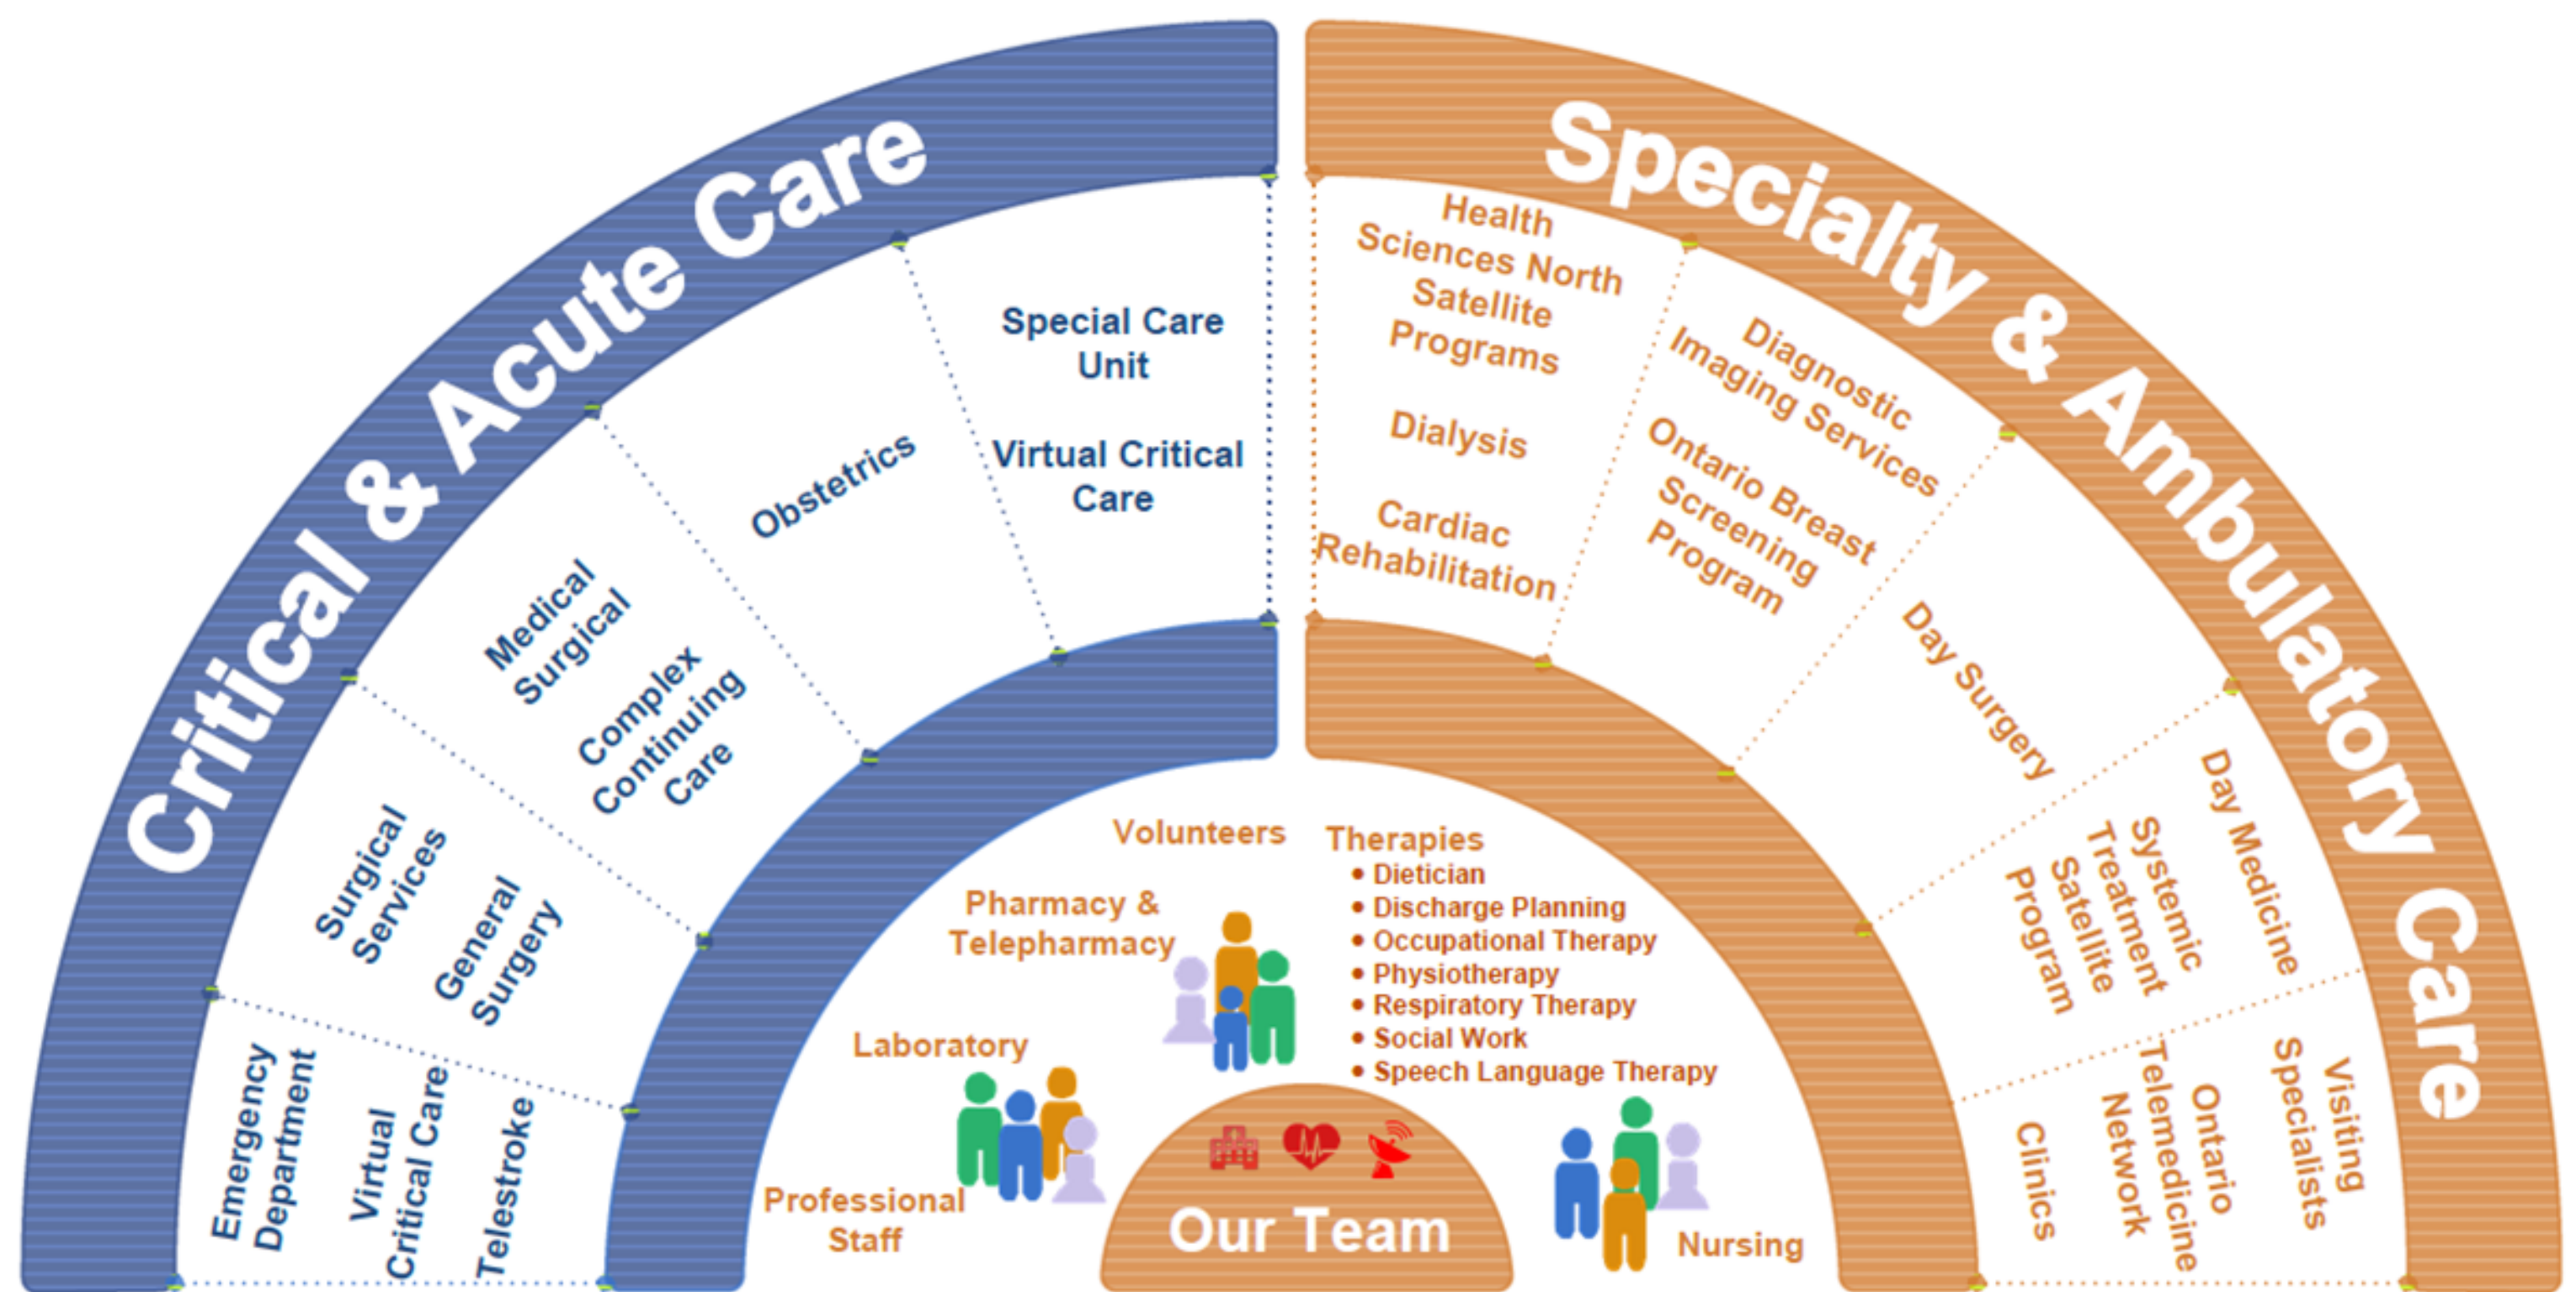 Critical & Acute Care
Emergency
Department
Virtual
Critical Care
Telestroke
Surgical
Services
General
Surgery
Medical
Surgical
Complex
Continuing
Care
Obstetrics
Special Care
Unit
Virtual Critical
Care
Specialty & Ambulatory Care
Health
Sciences North
Satellite
Programs
Dialysis
Cardiac
Rehabilitation
Diagnostic
Imaging Services
Ontario Breast
Screening
Program
Day Surgery
Day Medicine
Systemic
Treatment
Satellite
Program
Visiting
Specialists
Ontario
Telemedicine
Network
Clinics
Volunteers
Pharmacy &
Telepharmacy
Laboratory
Professional
Staff
Therapies
• Dietician
• Discharge Planning
• Occupational Therapy
• Physiotherapy
• Respiratory Therapy
• Social Work
• Speech Language Therapy
Nursing
Our Team